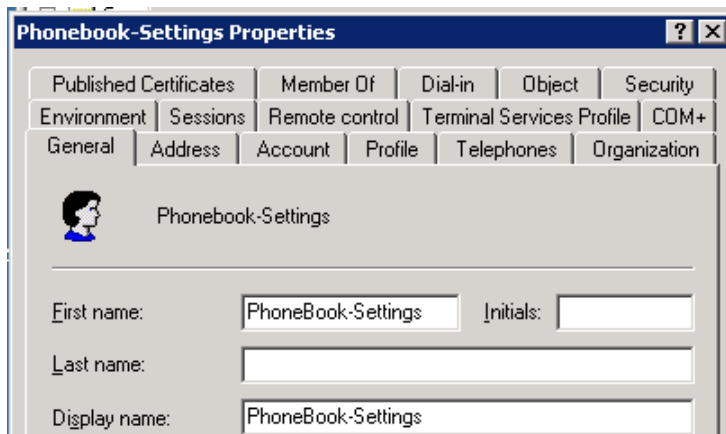 Phonebook-Settings Properties
Published Certificates Member Of Dial-in Object Security
Environment Sessions Remote control Terminal Services Profile COM+
General Address Account Profile Telephones Organization
Phonebook-Settings
First name: PhoneBook-Settings Initials:
Last name:
Display name: PhoneBook-Settings